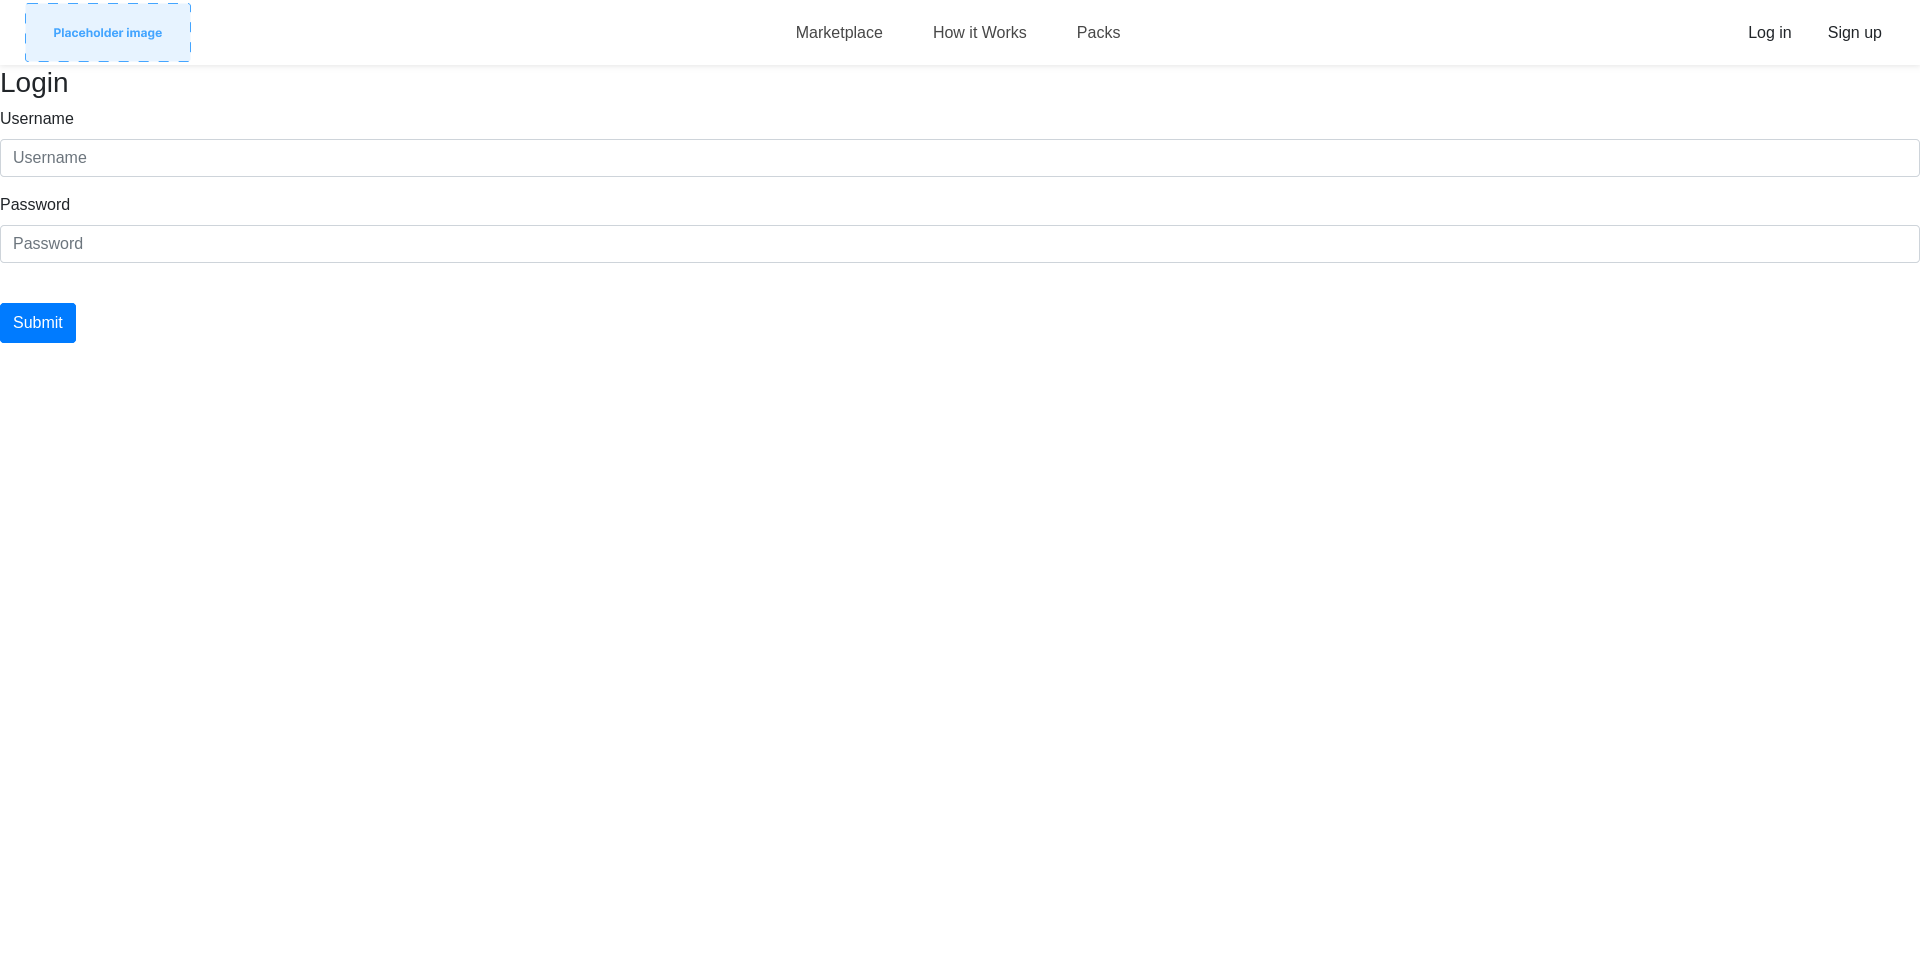 Placeholder image
Marketplace How it Works Packs
Log in Sign up
Login
Username
Username
Password
Password
Submit